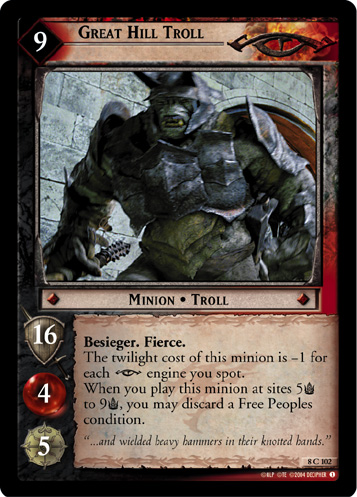 9 Great Hill Troll
Minion • Troll
16
4
5
Besieger. Fierce.
The twilight cost of this minion is –1 for
each engine you spot.
When you play this minion at sites 5
to 9, you may discard a Free Peoples
condition.
"...and wielded heavy hammers in their knotted hands."
8 C 102
©NLP ™TE ©2004 DECIPHER